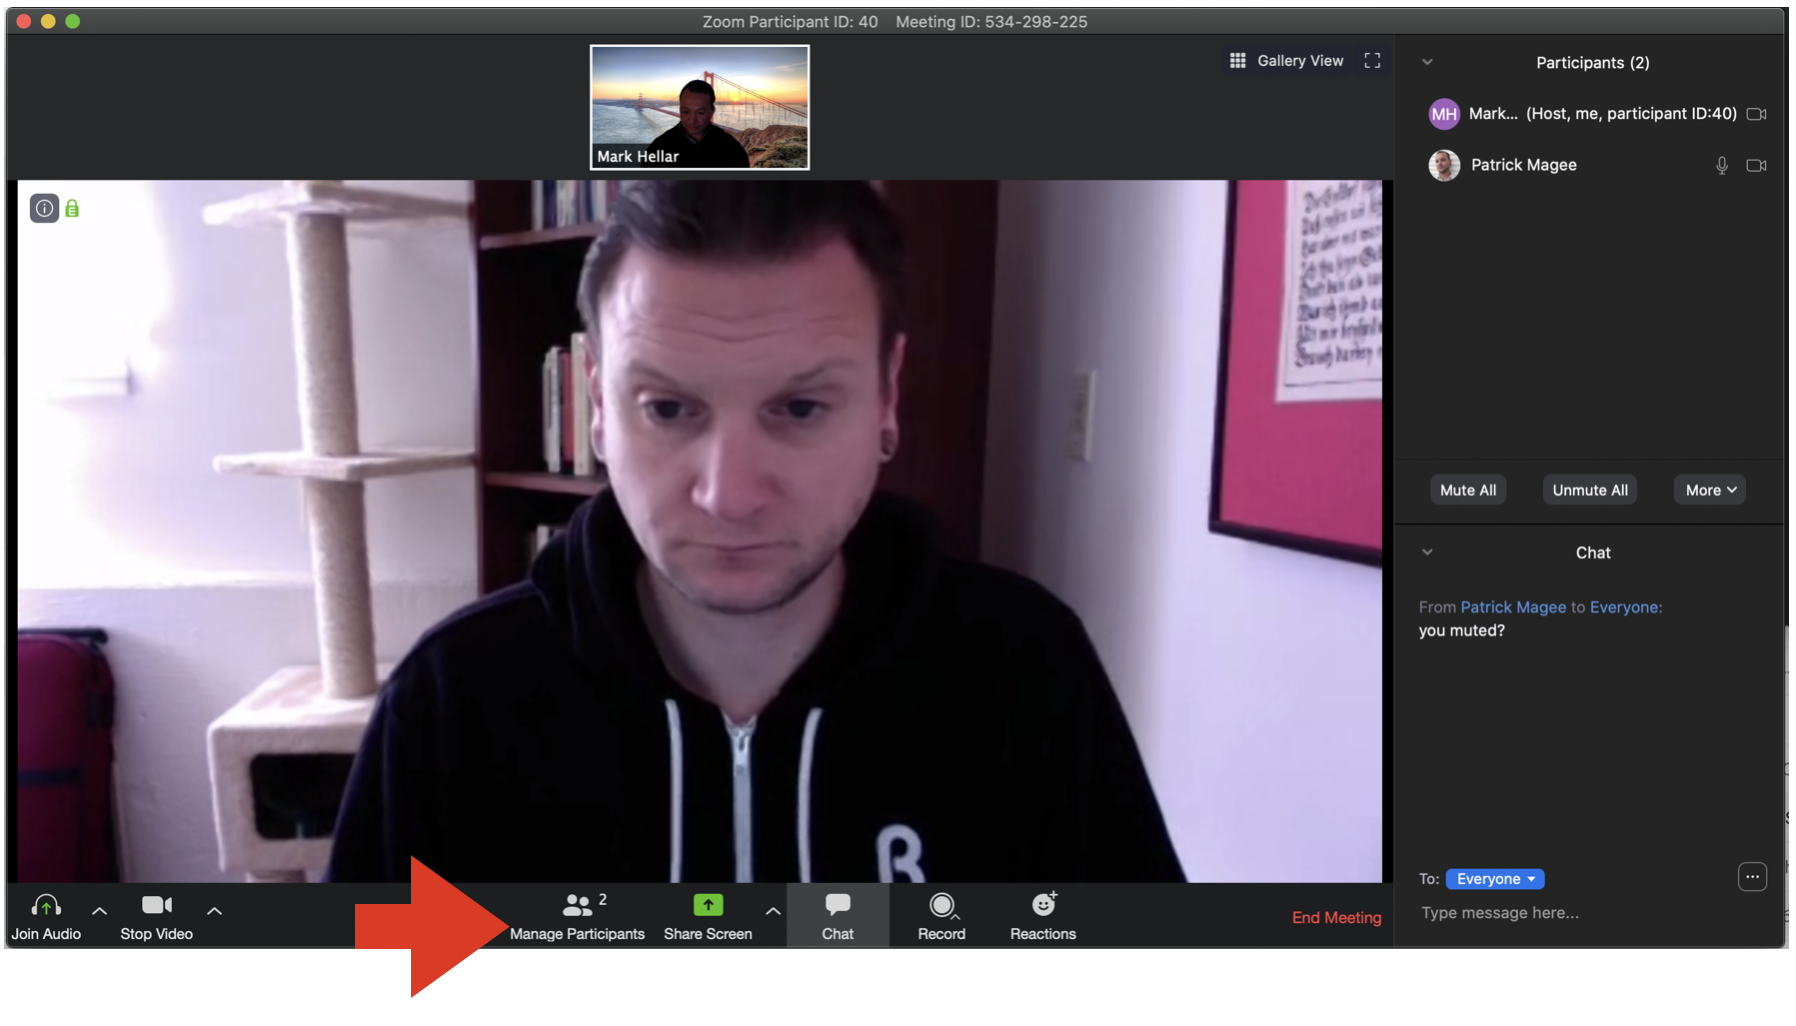 Zoom Participant ID: 40 Meeting ID: 534-298-225
Gallery View
Mark Hellar
Participants (2)
MH Mark... (Host, me, participant ID:40)
Patrick Magee
Mute All Unmute All More
Chat
From Patrick Magee to Everyone:
you muted?
To: Everyone
Type message here...
Join Audio
Stop Video
2
Manage Participants
Share Screen
Chat
Record
Reactions
End Meeting